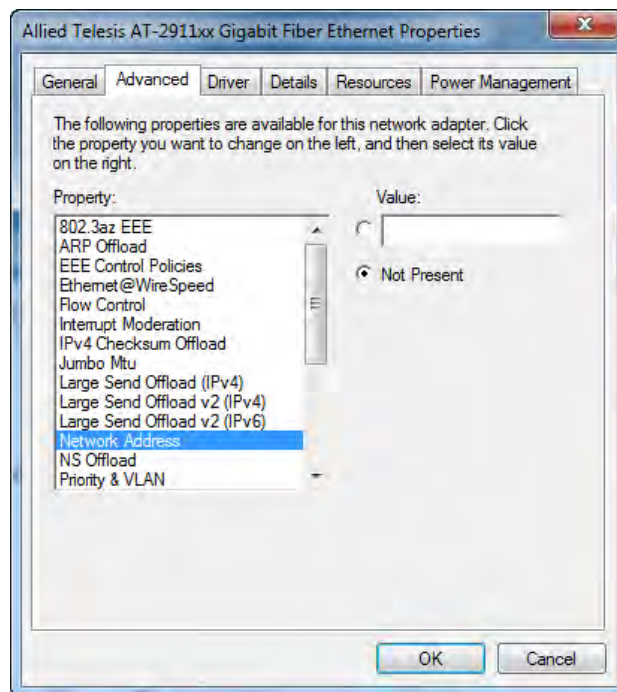 Allied Telesis AT-2911xx Gigabit Fiber Ethernet Properties
General Advanced Driver Details Resources Power Management
The following properties are available for this network adapter. Click
the property you want to change on the left, and then select its value
on the right.
Property: Value:
802.3az EEE
ARP Offload
EEE Control Policies
Ethernet@WireSpeed
Flow Control
Interrupt Moderation
IPv4 Checksum Offload
Jumbo Mtu
Large Send Offload (IPv4)
Large Send Offload v2 (IPv4)
Large Send Offload v2 (IPv6)
Network Address
NS Offload
Priority & VLAN
Not Present
OK Cancel